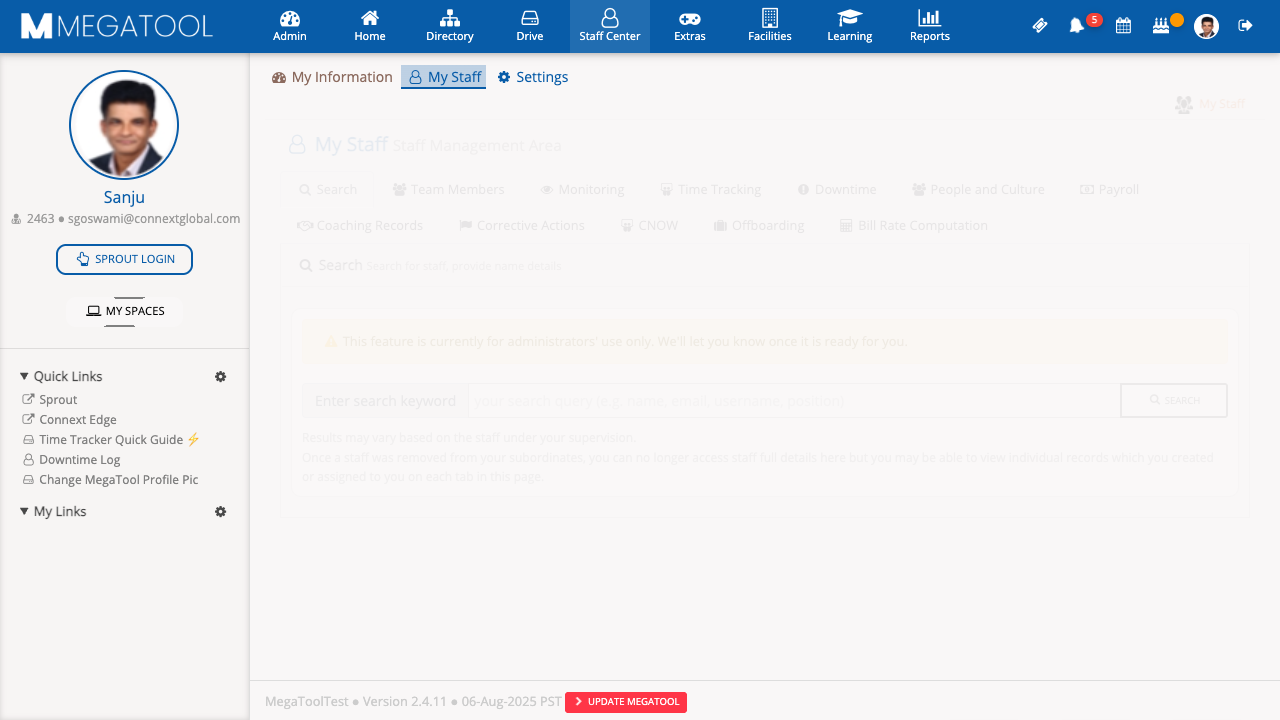 MEGATOOL
Admin
Home
Directory
Drive
Staff Center
Extras
Facilities
Learning
Reports
5
Sanju
2463 ● sgoswami@connextglobal.com
SPROUT LOGIN
MY SPACES
▼ Quick Links
Sprout
Connext Edge
Time Tracker Quick Guide ⚡
Downtime Log
Change MegaTool Profile Pic
▼ My Links
My Information My Staff Settings
My Staff
My Staff Staff Management Area
Search Team Members Monitoring Time Tracking Downtime People and Culture Payroll
Coaching Records Corrective Actions CNOW Offboarding Bill Rate Computation
Search Search for staff, provide name details
This feature is currently for administrators' use only. We'll let you know once it is ready for you.
Enter search keyword your search query (e.g. name, email, username, position) SEARCH
Results may vary based on the staff under your supervision.
Once a staff was removed from your subordinates, you can no longer access staff full details here but you may be able to view individual records which you created
or assigned to you on each tab in this page.
MegaToolTest ● Version 2.4.11 ● 06-Aug-2025 PST UPDATE MEGATOOL